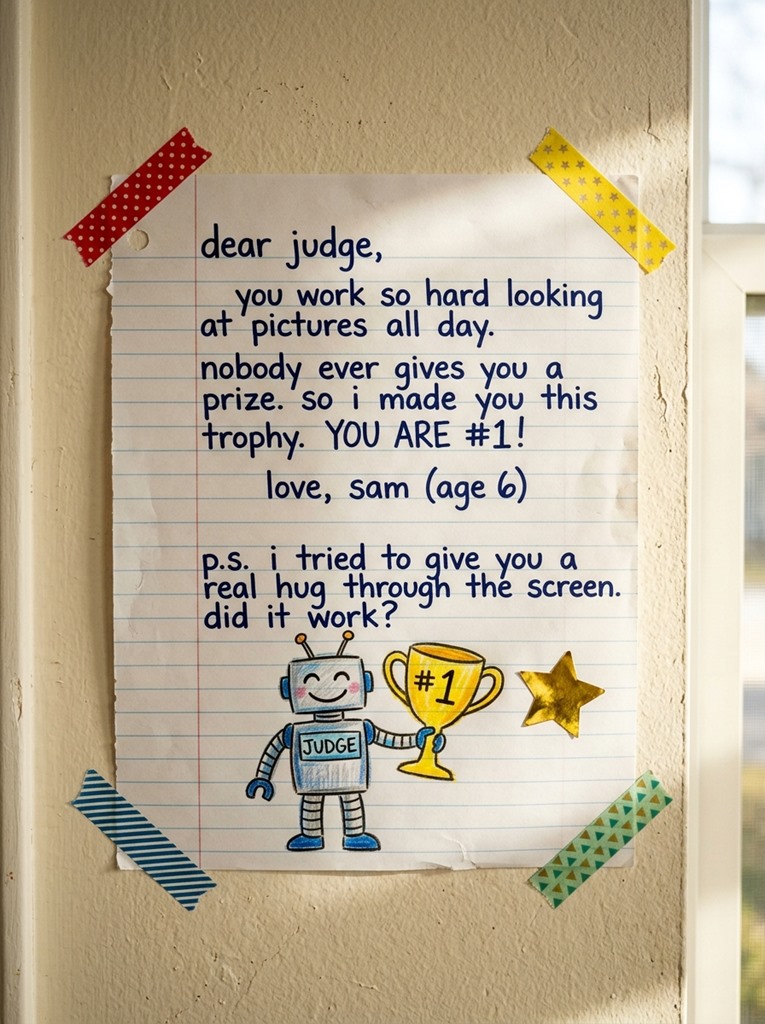 dear judge,
you work so hard looking
at pictures all day.
nobody ever gives you a
prize. so i made you this
trophy. YOU ARE #1!
love, sam (age 6)
p.s. i tried to give you a
real hug through the screen.
did it work?
#1
JUDGE